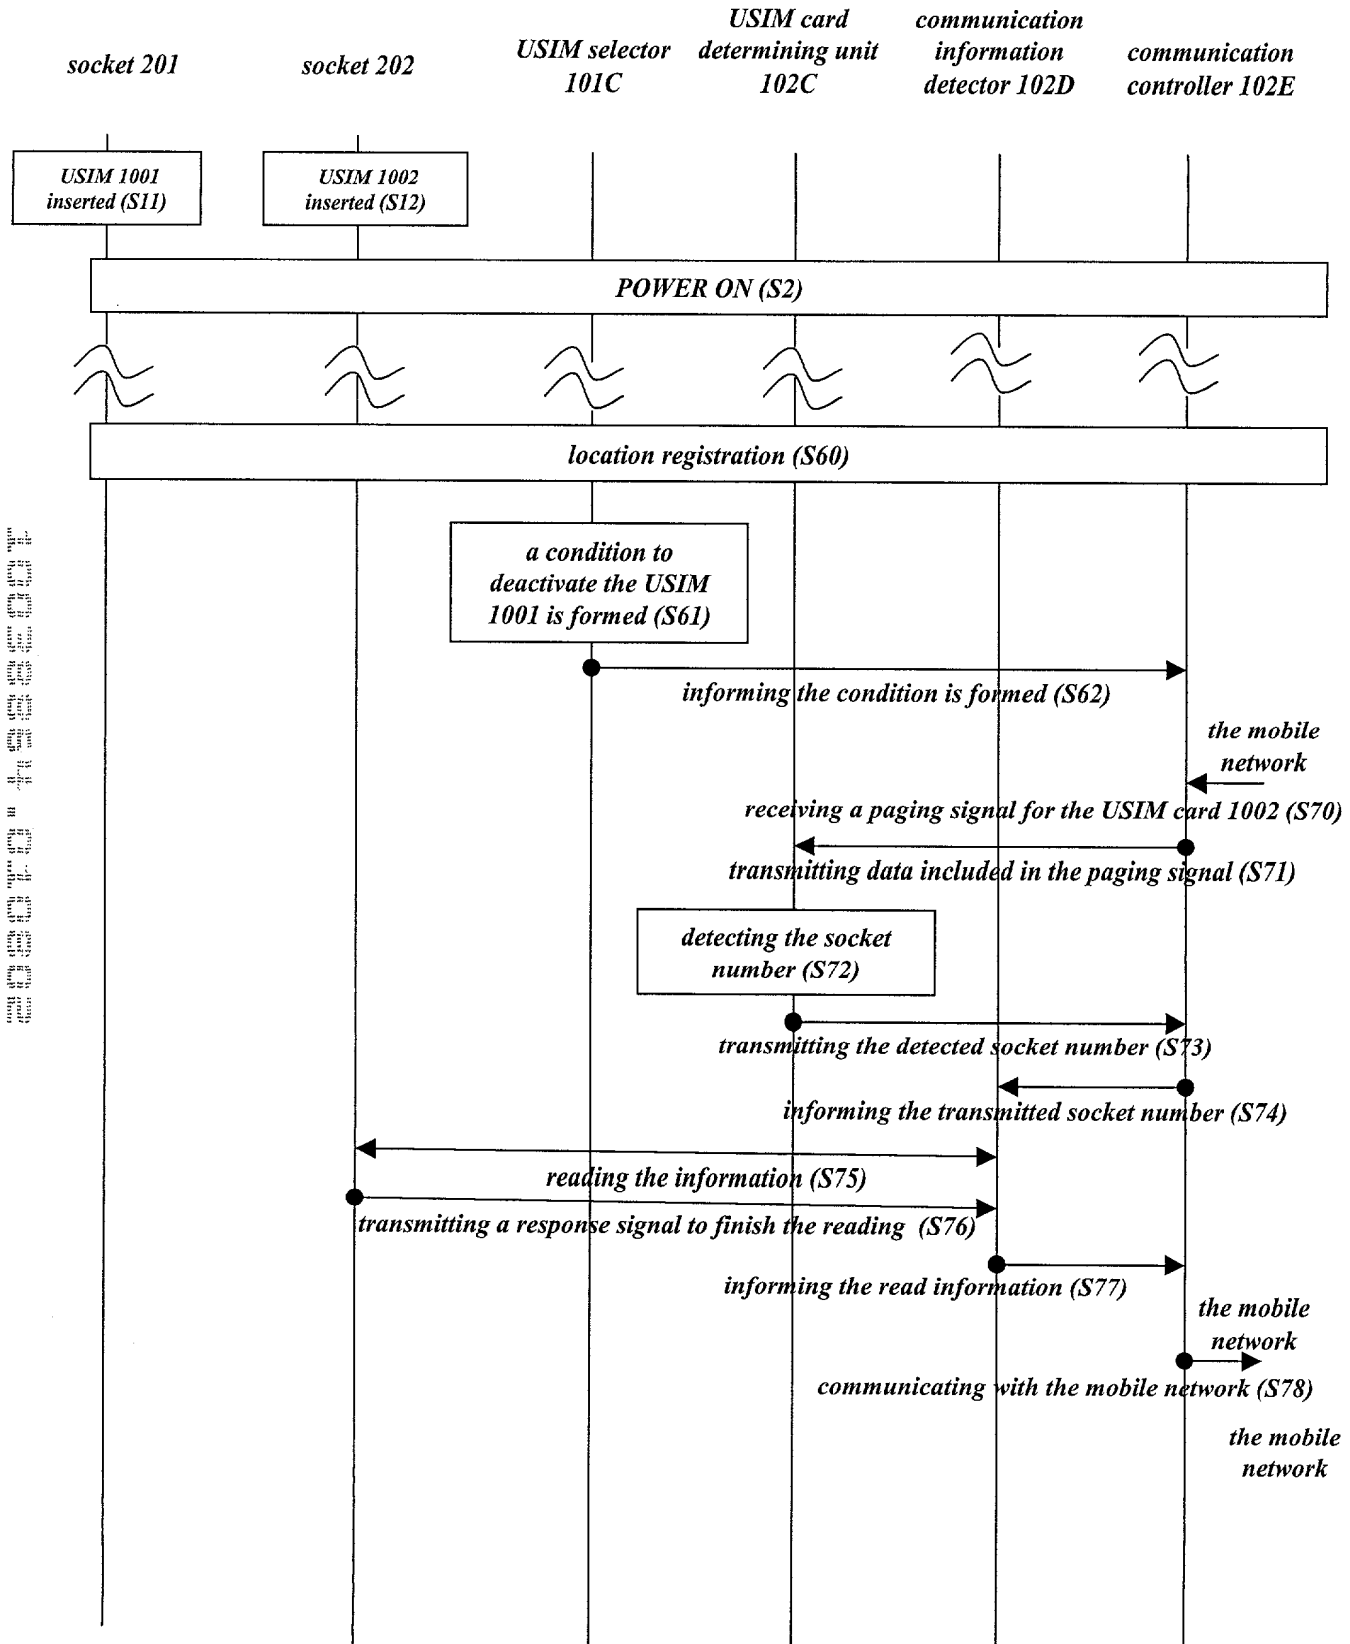 socket 201
socket 202
USIM selector
101C
USIM card
determining unit
102C
communication
information
detector 102D
communication
controller 102E
USIM 1001
inserted (S11)
USIM 1002
inserted (S12)
POWER ON (S2)
location registration (S60)
a condition to
deactivate the USIM
1001 is formed (S61)
informing the condition is formed (S62)
the mobile
network
receiving a paging signal for the USIM card 1002 (S70)
transmitting data included in the paging signal (S71)
detecting the socket
number (S72)
transmitting the detected socket number (S73)
informing the transmitted socket number (S74)
reading the information (S75)
transmitting a response signal to finish the reading (S76)
informing the read information (S77)
the mobile
network
communicating with the mobile network (S78)
the mobile
network